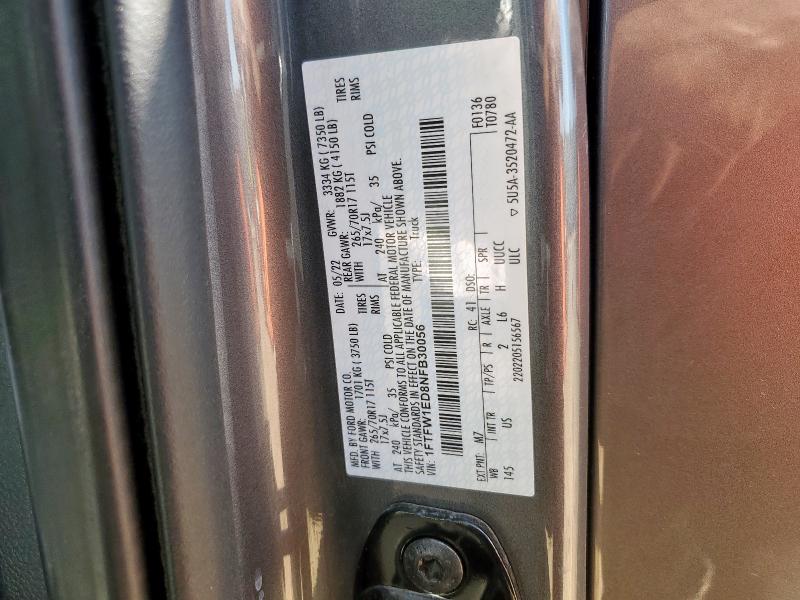 MFD. BY FORD MOTOR CO.
DATE: 05/22 GVWR: 3334 KG ( 7350 LB)
FRONT GAWR: 1701 KG ( 3750 LB) REAR GAWR: 1882 KG ( 4150 LB)
WITH 265/70R17 115T TIRES WITH 265/70R17 115T TIRES
17x7.5J RIMS 17x7.5J RIMS
AT 240 kPa/ 35 PSI COLD AT 240 kPa/ 35 PSI COLD
THIS VEHICLE CONFORMS TO ALL APPLICABLE FEDERAL MOTOR VEHICLE
SAFETY STANDARDS IN EFFECT ON THE DATE OF MANUFACTURE SHOWN ABOVE.
VIN: 1FTFW1ED8NFB30056 TYPE: Truck
F0136
T0780
EXT PNT: M7 RC: 41 DSO:
WB INT TR TP/PS R AXLE TR SPR
145 US 2 L6 H UUCC
ULC
2202205156567 ▽ 5U5A-3520472-AA